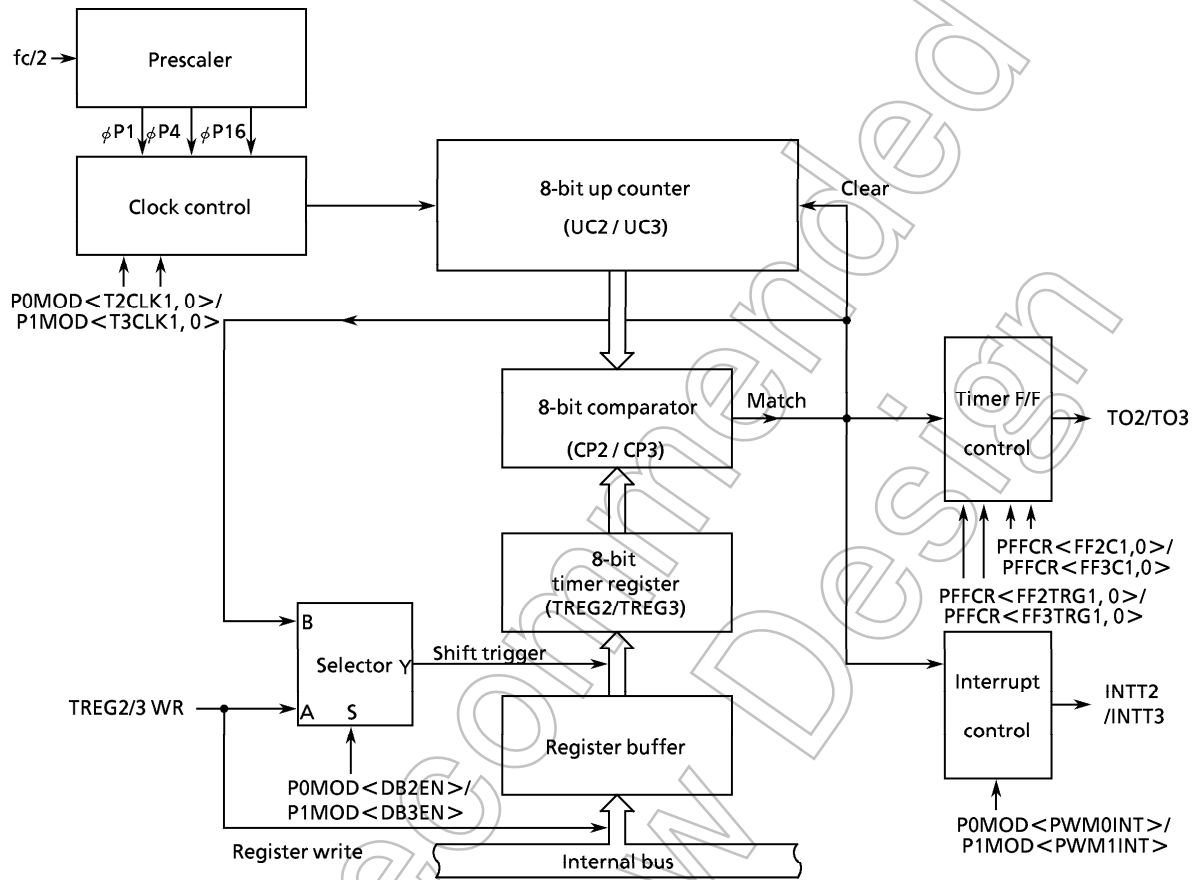 fc/2
Prescaler
φP1 φP4 φP16
Clock control
P0MOD<T2CLK1, 0>/
P1MOD<T3CLK1, 0>
8-bit up counter
(UC2 / UC3)
Clear
8-bit comparator
(CP2 / CP3)
Match
Timer F/F
control
TO2/TO3
PFFCR<FF2C1,0>/
PFFCR<FF3C1,0>
PFFCR<FF2TRG1, 0>/
PFFCR<FF3TRG1, 0>
8-bit
timer register
(TREG2/TREG3)
B
Selector Y
A S
Shift trigger
TREG2/3 WR
P0MOD<DB2EN>/
P1MOD<DB3EN>
Register buffer
Register write
Internal bus
Interrupt
control
INTT2
/INTT3
P0MOD<PWM0INT>/
P1MOD<PWM1INT>
ecommended
w Design